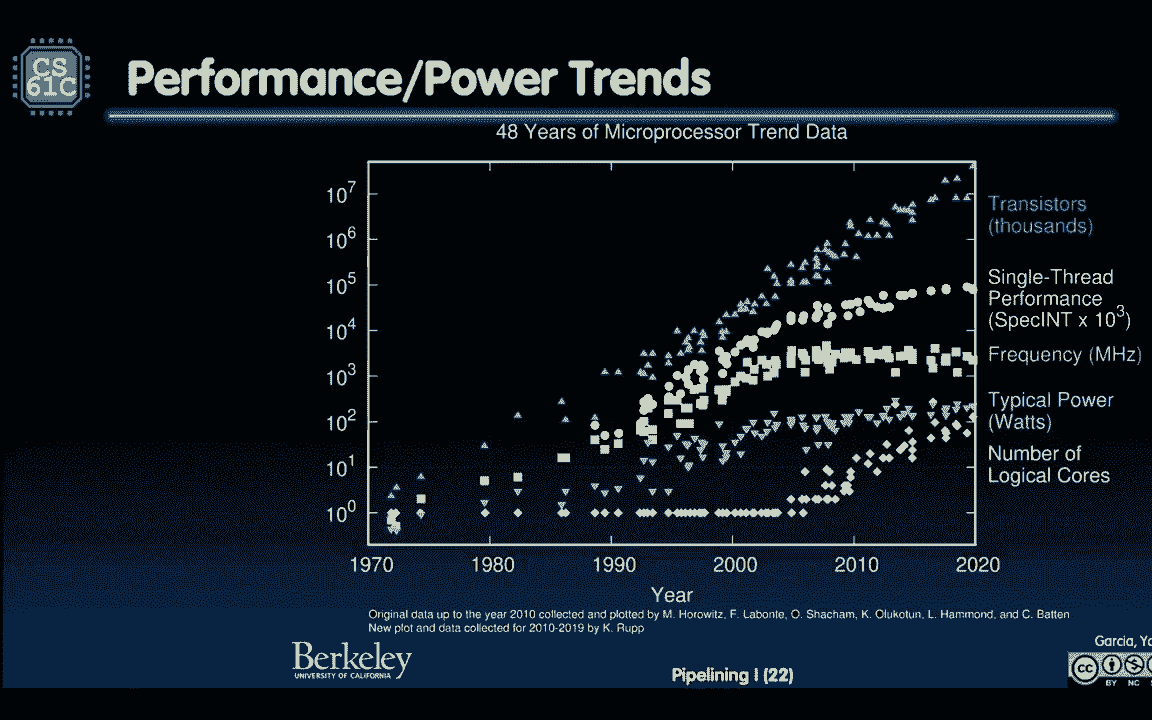 CS
61C
Performance/Power Trends
48 Years of Microprocessor Trend Data
10^7
10^6
10^5
10^4
10^3
10^2
10^1
10^0
Transistors
(thousands)
Single-Thread
Performance
(SpecINT x 10^3)
Frequency (MHz)
Typical Power
(Watts)
Number of
Logical Cores
1970 1980 1990 2000 2010 2020
Year
Original data up to the year 2010 collected and plotted by M. Horowitz, F. Labonte, O. Shacham, K. Olukotun, L. Hammond, and C. Batten
New plot and data collected for 2010-2019 by K. Rupp
Berkeley
UNIVERSITY OF CALIFORNIA
Pipelining I (22)
Garcia,
CC
BY NC